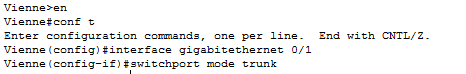 Vienne>en
Vienne#conf t
Enter configuration commands, one per line.  End with CNTL/Z.
Vienne(config)#interface gigabitethernet 0/1
Vienne(config-if)#switchport mode trunk